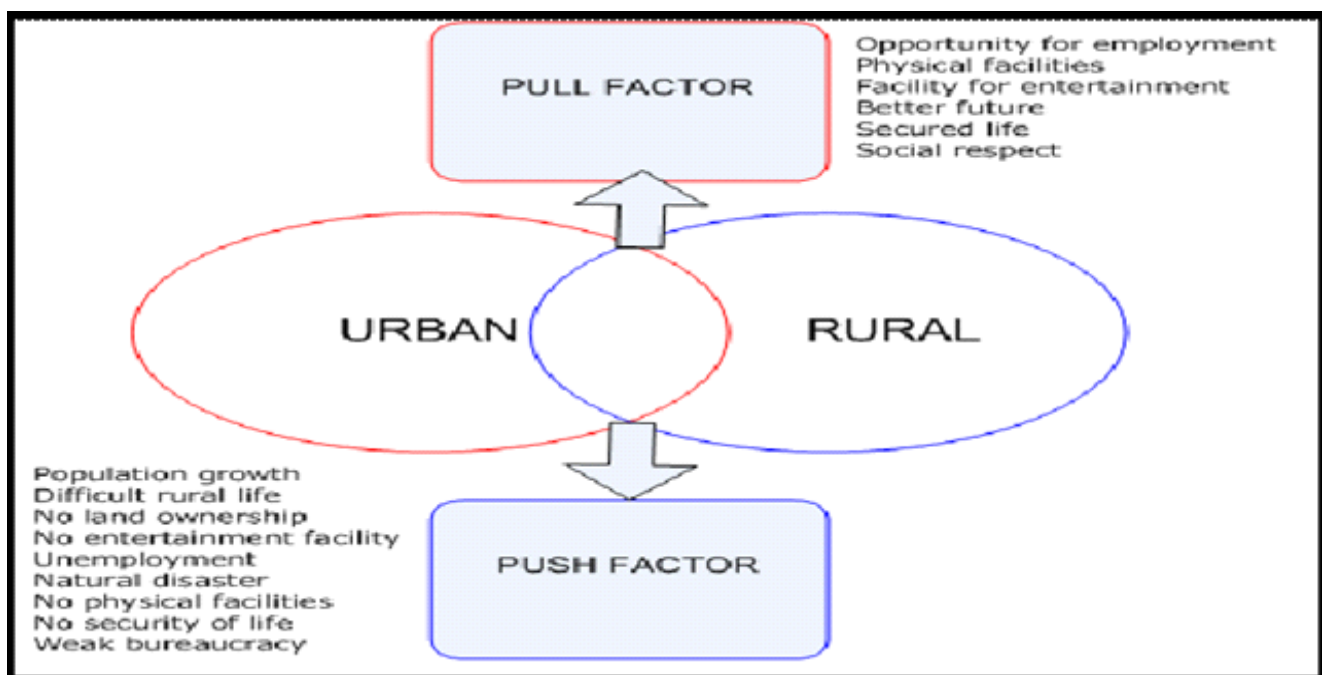 PULL FACTOR
Opportunity for employment
Physical facilities
Facility for entertainment
Better future
Secured life
Social respect
URBAN
RURAL
Population growth
Difficult rural life
No land ownership
No entertainment facility
Unemployment
Natural disaster
No physical facilities
No security of life
Weak bureaucracy
PUSH FACTOR